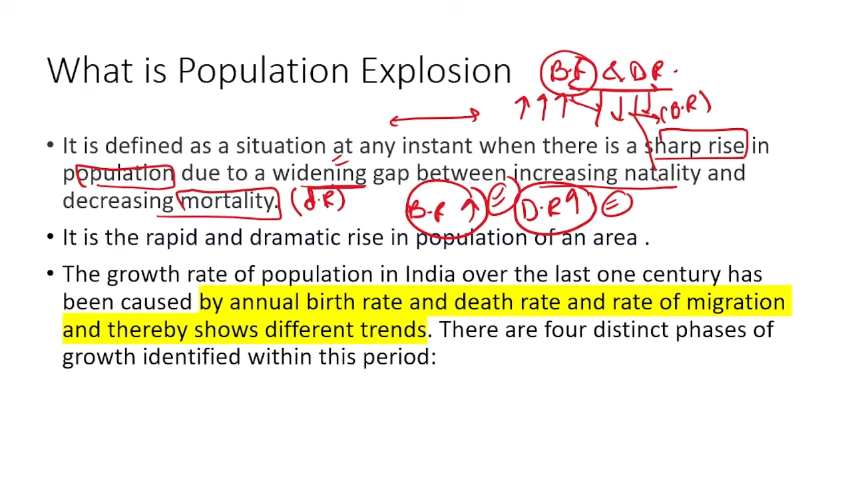 What is Population Explosion
B.R & D R.
↑ ↑ ↑ ↓ ↓ (B.R)
• It is defined as a situation at any instant when there is a sharp rise in
population due to a widening gap between increasing natality and
decreasing mortality. (d.R)
B.R ↑ = D.R ↑ =
• It is the rapid and dramatic rise in population of an area .
• The growth rate of population in India over the last one century has
been caused by annual birth rate and death rate and rate of migration
and thereby shows different trends. There are four distinct phases of
growth identified within this period: